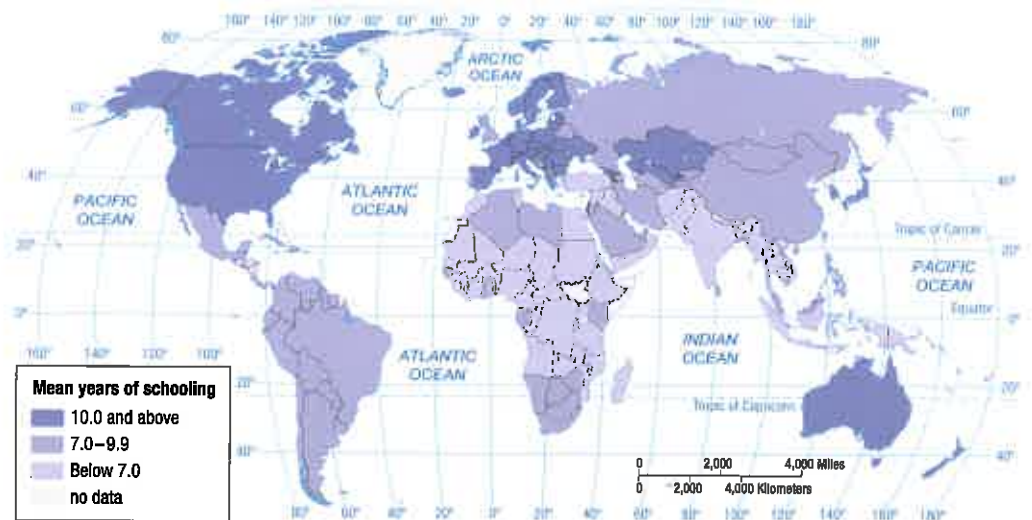 160° 140° 120° 100° 80° 60° 40° 20° 0° 20° 40° 60° 80° 100° 120° 140° 160° 180°
80° 80°
ARCTIC
OCEAN
60° 60°
40° 40°
PACIFIC
OCEAN
ATLANTIC
OCEAN
Tropic of Cancer
20° 20°
PACIFIC
OCEAN
Equator
0° 0°
160° 140° 120° 100°
ATLANTIC
OCEAN
INDIAN
OCEAN
20° 20°
Tropic of Capricorn
40° 40°
Mean years of schooling
10.0 and above
7.0–9.9
Below 7.0
no data
0 2,000 4,000 Miles
0 2,000 4,000 Kilometers
80° 60° 40° 20° 0° 20° 40° 60° 80° 100° 120° 140° 160° 180°